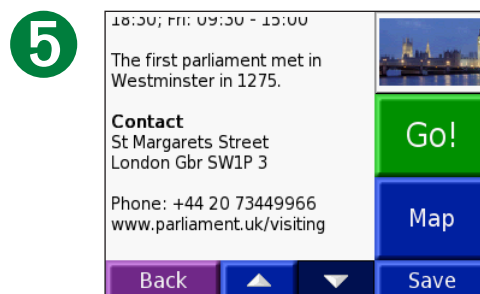 5
18:30; Fri: 09:30 - 15:00
The first parliament met in
Westminster in 1275.
Contact
St Margarets Street
London Gbr SW1P 3
Phone: +44 20 73449966
www.parliament.uk/visiting
Go!
Map
Back
Save